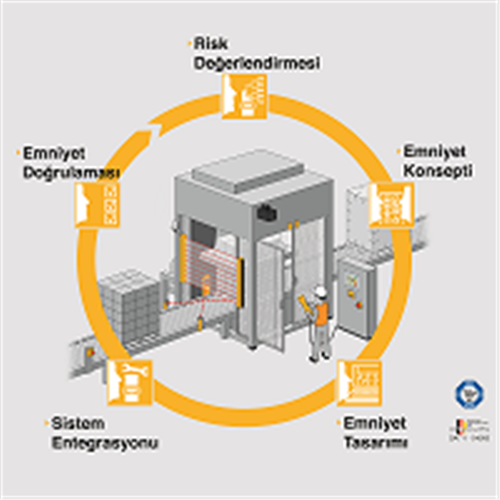 Risk
Değerlendirmesi
Emniyet
Konsepti
Emniyet
Tasarımı
Sistem
Entegrasyonu
Emniyet
Doğrulaması